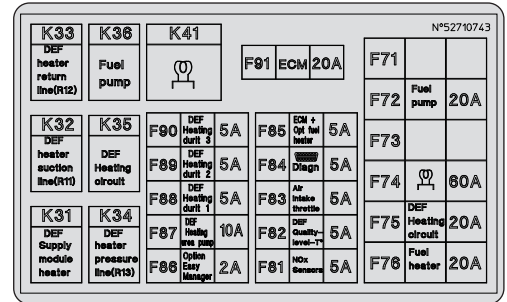 N°52710743
K33
DEF
heater
return
line(R12)
K36
Fuel
pump
K41
F91 ECM 20A
F71
F72 Fuel pump 20A
F73
F74 60A
F75 DEF Heating circuit 20A
F76 Fuel heater 20A
K32
DEF
heater
suction
line(R11)
K35
DEF
Heating
circuit
F90 DEF Heating durit 3 5A
F89 DEF Heating durit 2 5A
F88 DEF Heating durit 1 5A
F87 DEF Heating urea pump 10A
F86 Option Easy Manager 2A
F85 ECM + Opt fuel heater 5A
F84 Diagn 5A
F83 Air Intake throttle 5A
F82 DEF Quality-level-T° 5A
F81 NOx Sensors 5A
K31
DEF
Supply
module
heater
K34
DEF
heater
pressure
line(R13)